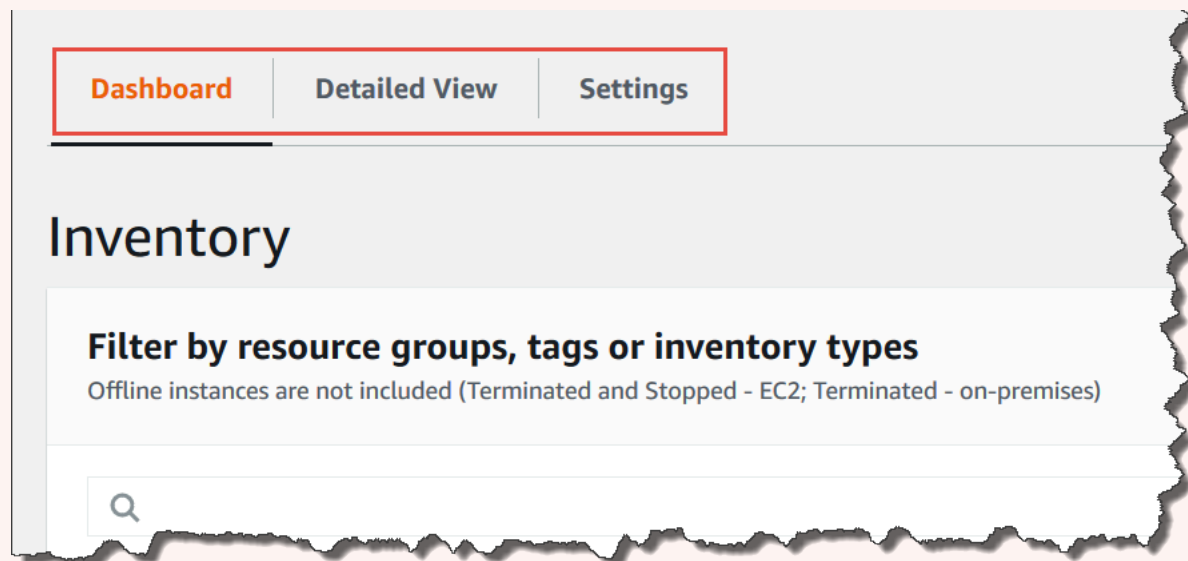 Dashboard Detailed View Settings
Inventory
Filter by resource groups, tags or inventory types
Offline instances are not included (Terminated and Stopped - EC2; Terminated - on-premises)